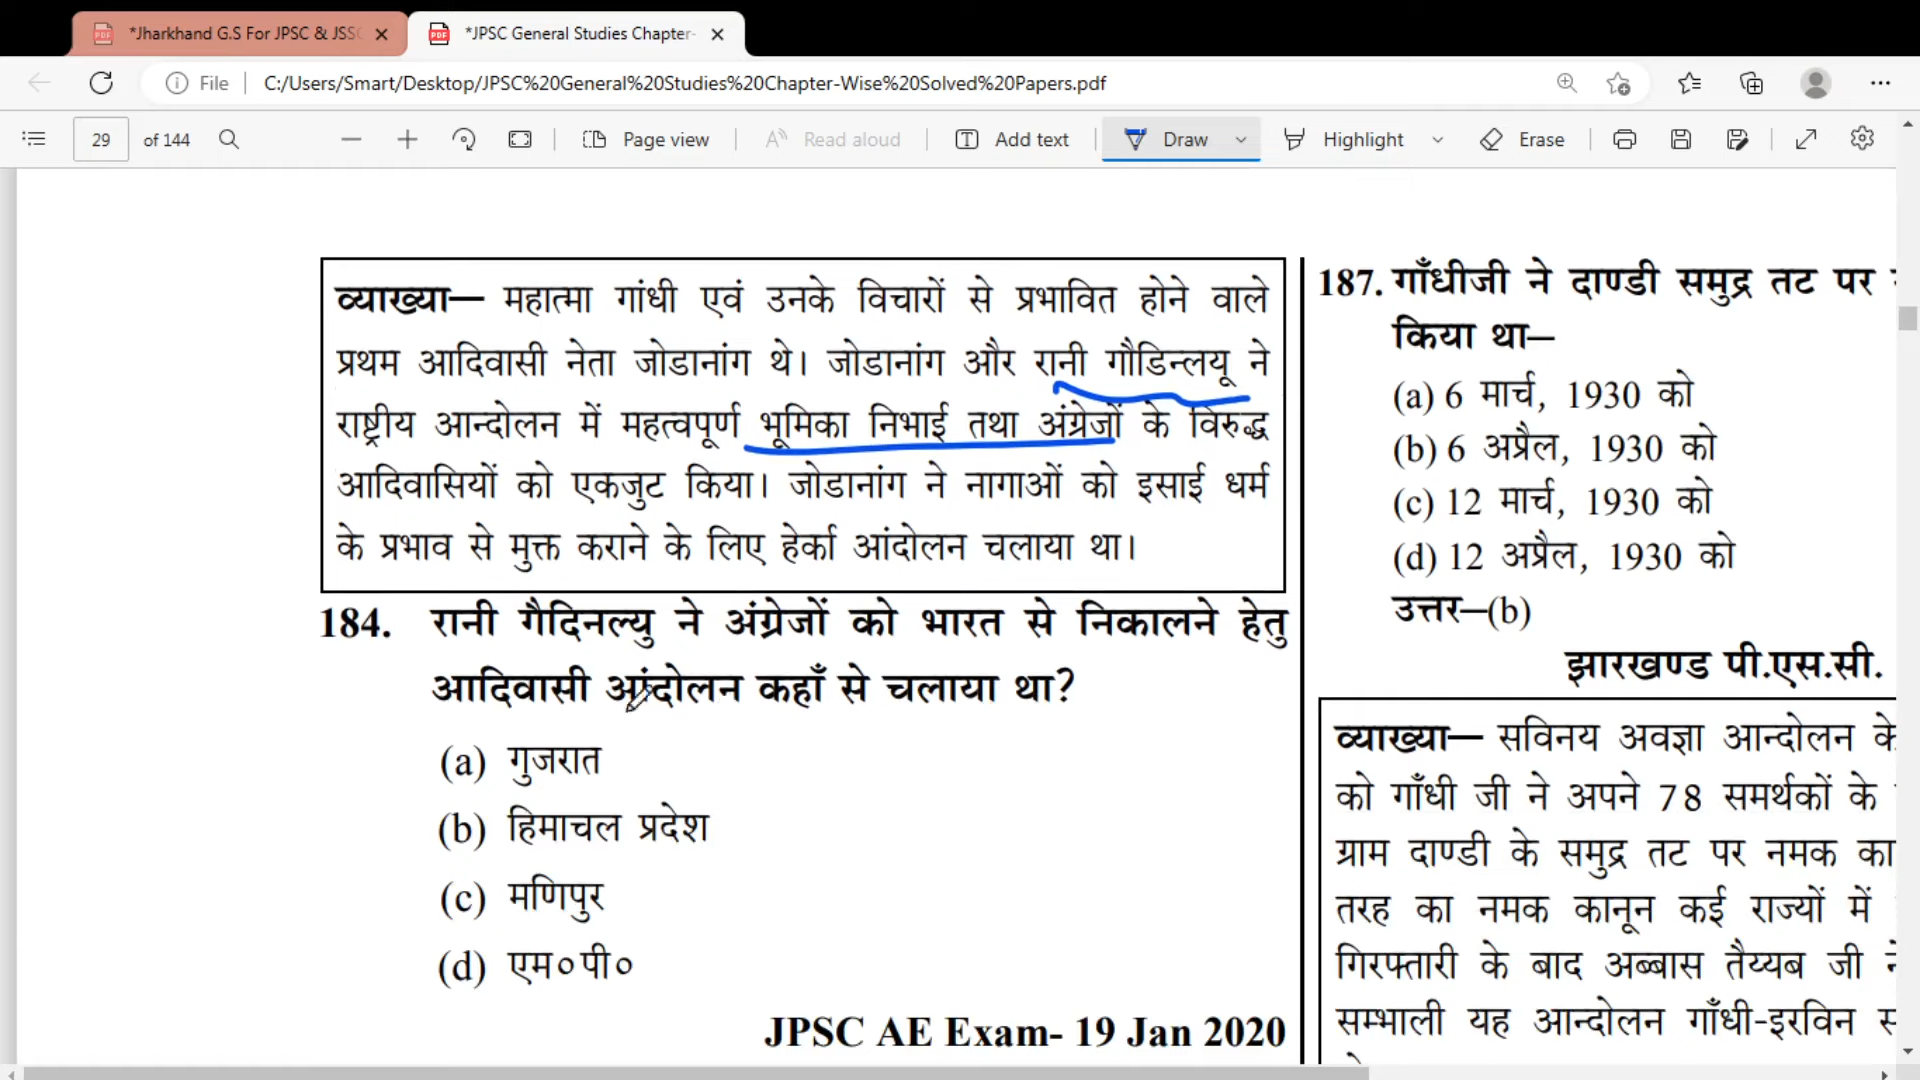 *Jharkhand G.S For JPSC & JSSC
*JPSC General Studies Chapter-
File
C:/Users/Smart/Desktop/JPSC%20General%20Studies%20Chapter-Wise%20Solved%20Papers.pdf
29 of 144
Page view
Read aloud
Add text
Draw
Highlight
Erase
व्याख्या— महात्मा गांधी एवं उनके विचारों से प्रभावित होने वाले
प्रथम आदिवासी नेता जोडानांग थे। जोडानांग और रानी गौडिन्लयू ने
राष्ट्रीय आन्दोलन में महत्वपूर्ण भूमिका निभाई तथा अंग्रेजों के विरुद्ध
आदिवासियों को एकजुट किया। जोडानांग ने नागाओं को इसाई धर्म
के प्रभाव से मुक्त कराने के लिए हेर्का आंदोलन चलाया था।
184. रानी गैदिनल्यु ने अंग्रेजों को भारत से निकालने हेतु
आदिवासी आंदोलन कहाँ से चलाया था?
(a) गुजरात
(b) हिमाचल प्रदेश
(c) मणिपुर
(d) एम०पी०
JPSC AE Exam- 19 Jan 2020
187. गाँधीजी ने दाण्डी समुद्र तट पर
किया था—
(a) 6 मार्च, 1930 को
(b) 6 अप्रैल, 1930 को
(c) 12 मार्च, 1930 को
(d) 12 अप्रैल, 1930 को
उत्तर—(b)
झारखण्ड पी.एस.सी.
व्याख्या— सविनय अवज्ञा आन्दोलन के
को गाँधी जी ने अपने 78 समर्थकों के
ग्राम दाण्डी के समुद्र तट पर नमक का
तरह का नमक कानून कई राज्यों में
गिरफ्तारी के बाद अब्बास तैय्यब जी ने
सम्भाली यह आन्दोलन गाँधी-इरविन